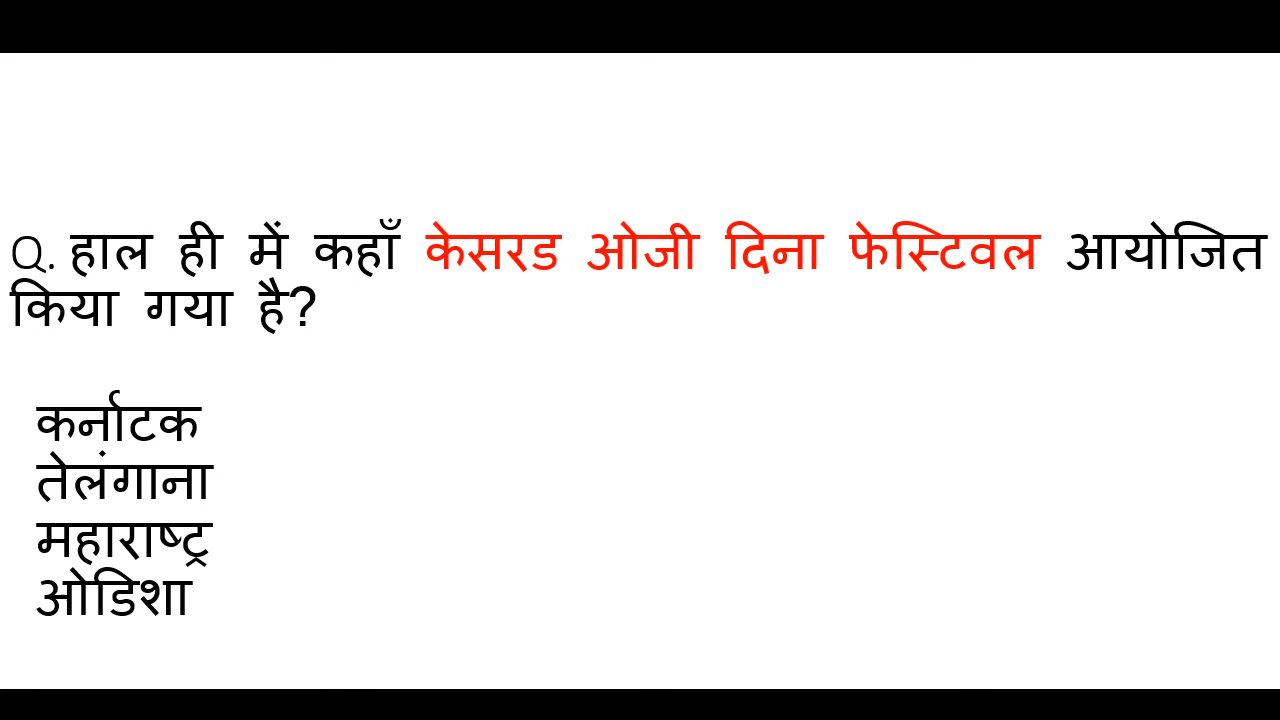 Q. हाल ही में कहाँ केसरड ओजी दिना फेस्टिवल आयोजित
किया गया है?
कर्नाटक
तेलंगाना
महाराष्ट्र
ओडिशा